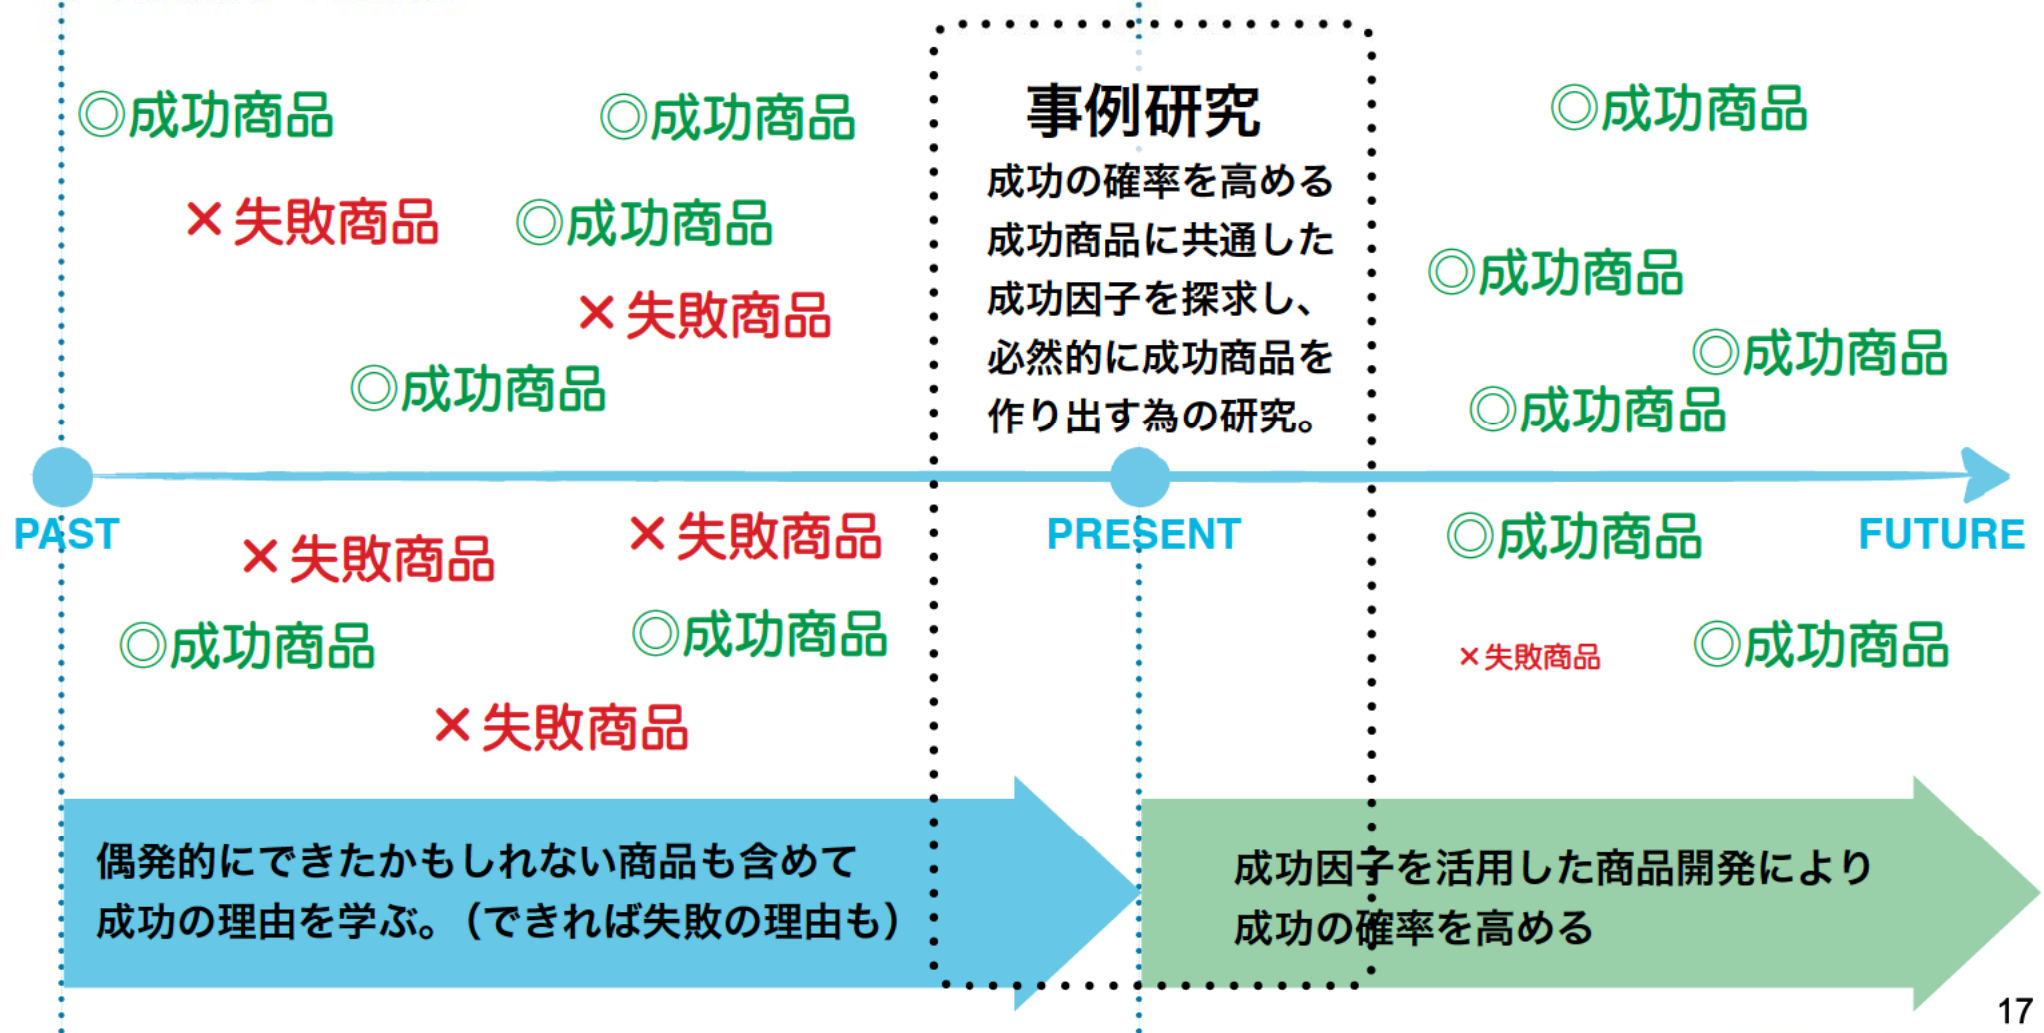 ◎成功商品
◎成功商品
×失敗商品
◎成功商品
×失敗商品
◎成功商品
事例研究
成功の確率を高める
成功商品に共通した
成功因子を探求し、
必然的に成功商品を
作り出す為の研究。
◎成功商品
◎成功商品
◎成功商品
◎成功商品
PAST
PRESENT
FUTURE
×失敗商品
×失敗商品
◎成功商品
◎成功商品
×失敗商品
◎成功商品
×失敗商品
◎成功商品
偶発的にできたかもしれない商品も含めて
成功の理由を学ぶ。（できれば失敗の理由も）
成功因子を活用した商品開発により
成功の確率を高める
17